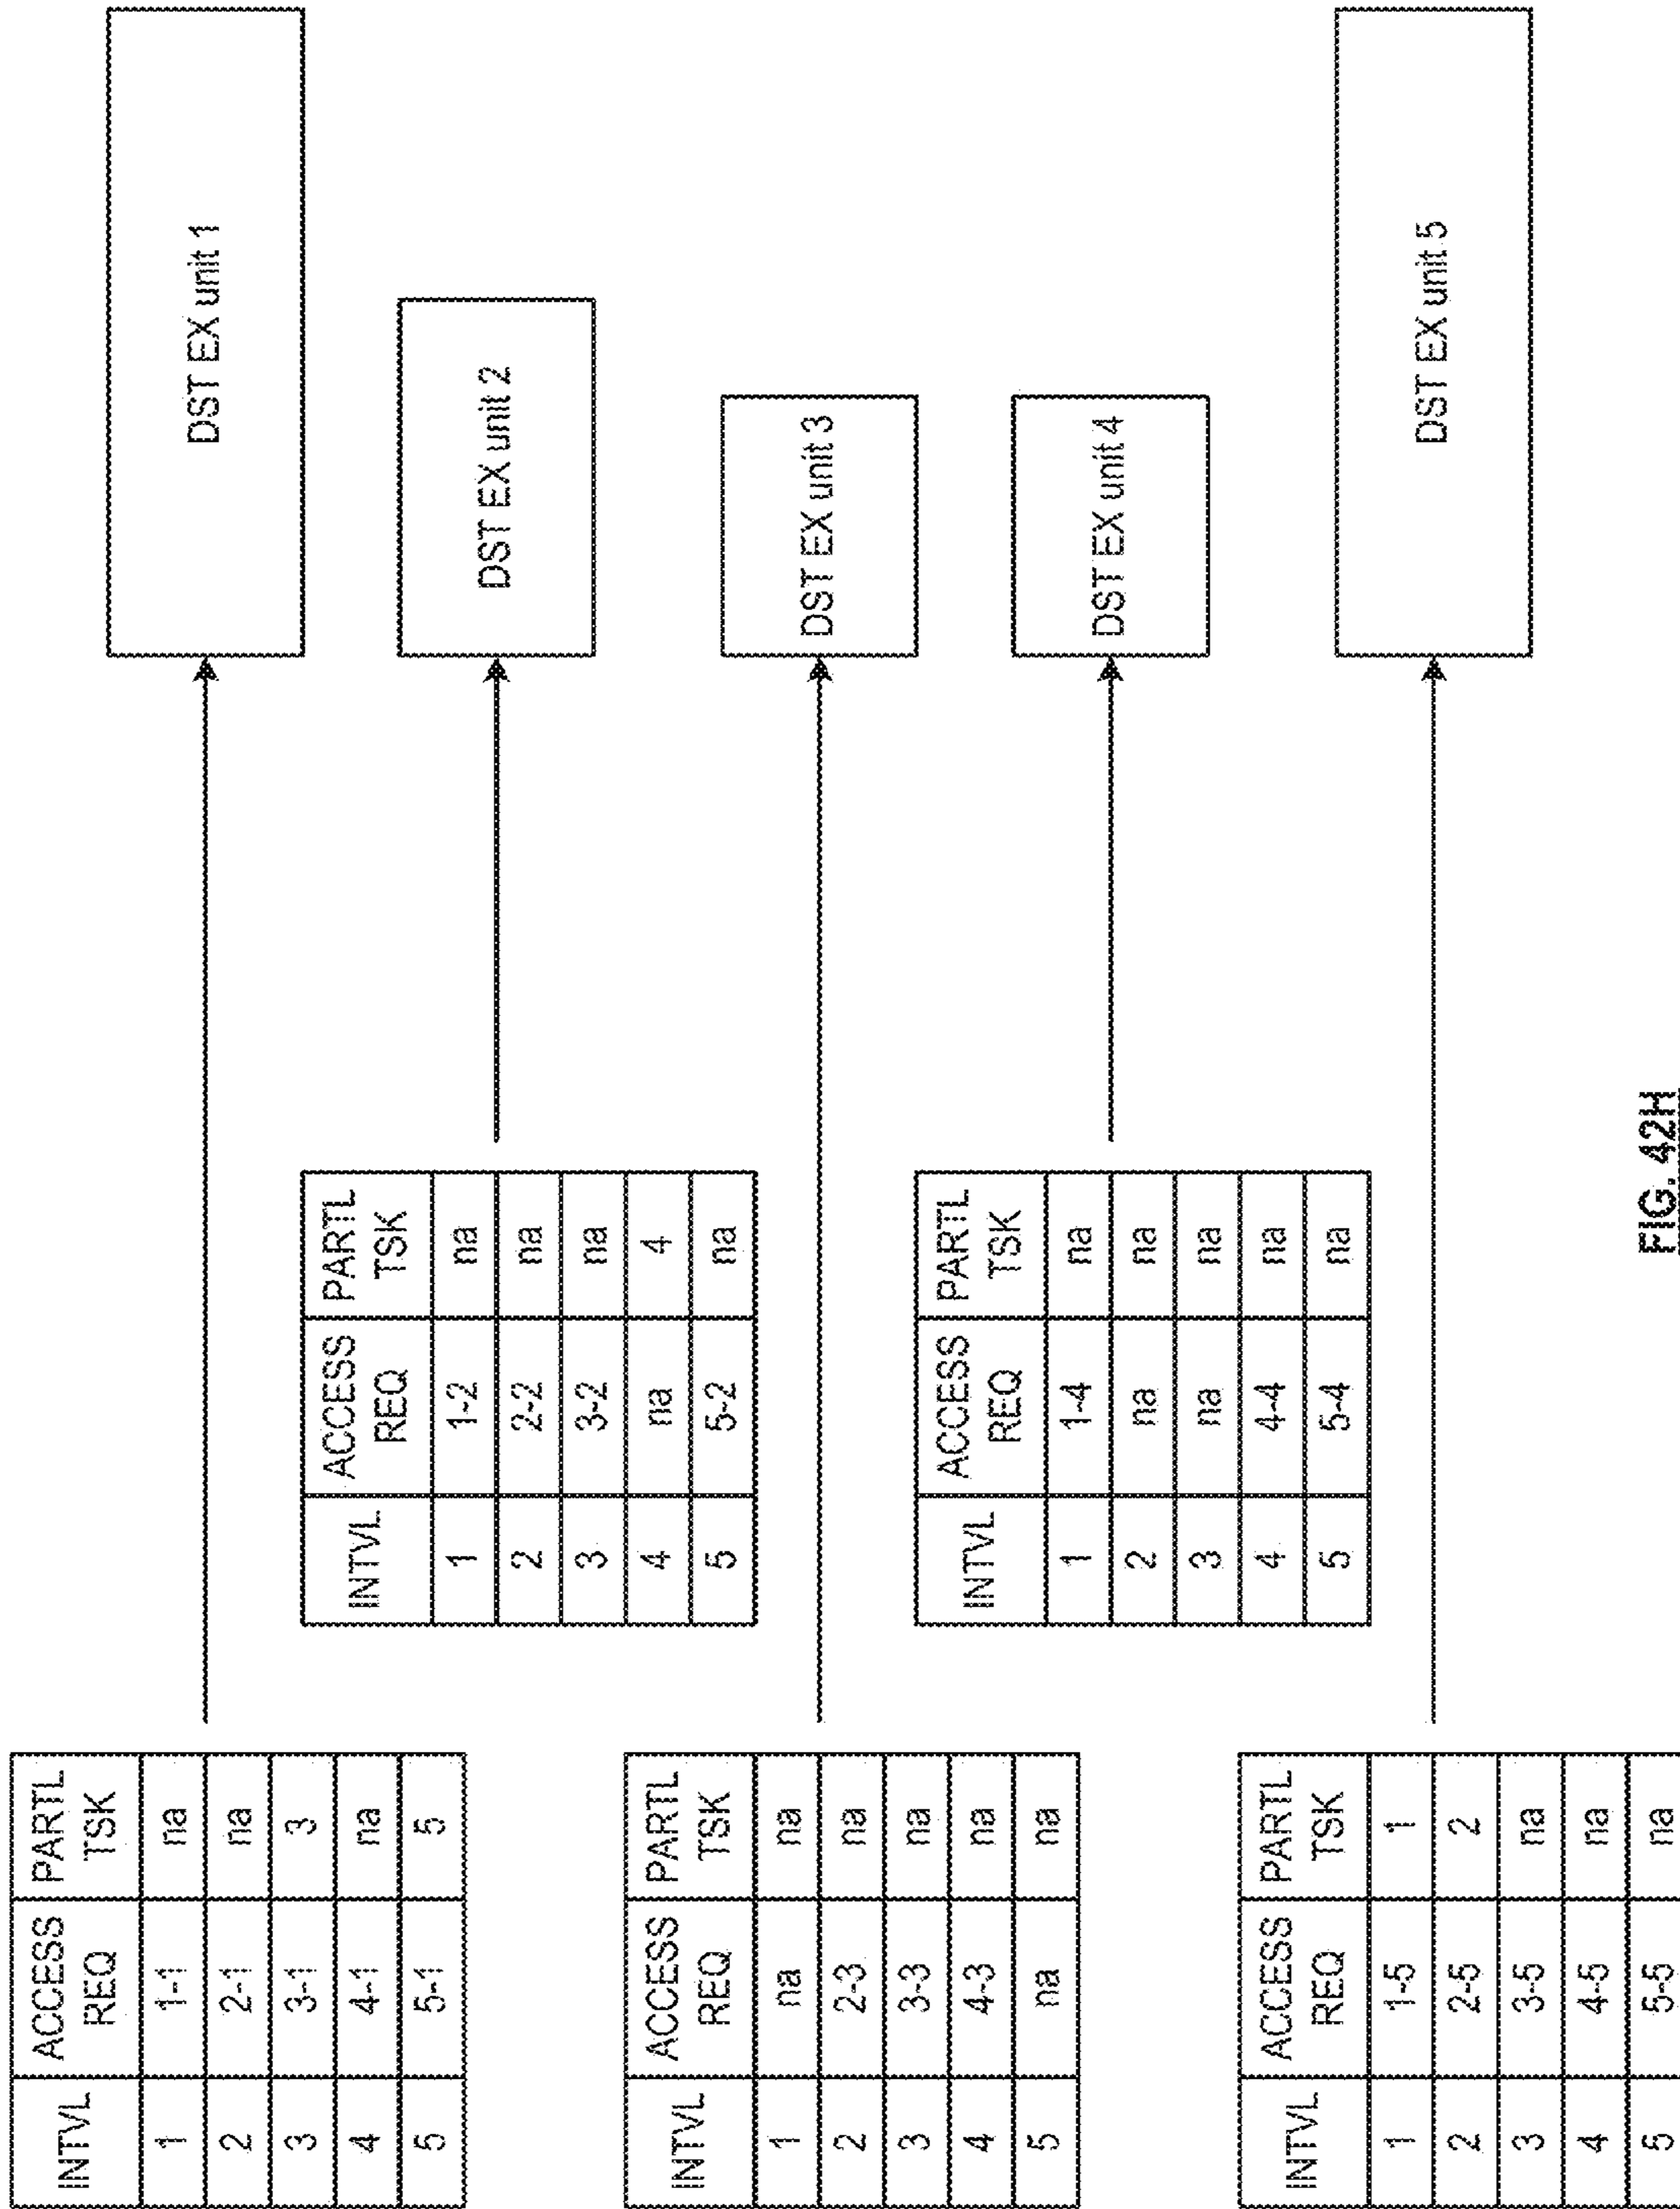 INTVL ACCESS REQ PARTL TSK
1 1-1 na
2 2-1 na
3 3-1 3
4 4-1 na
5 5-1 5
DST EX unit 1
INTVL ACCESS REQ PARTL TSK
1 1-2 na
2 2-2 na
3 3-2 na
4 na 4
5 5-2 na
DST EX unit 2
INTVL ACCESS REQ PARTL TSK
1 na na
2 2-3 na
3 3-3 na
4 4-3 na
5 na na
DST EX unit 3
INTVL ACCESS REQ PARTL TSK
1 1-4 na
2 na na
3 na na
4 4-4 na
5 5-4 na
DST EX unit 4
INTVL ACCESS REQ PARTL TSK
1 1-5 1
2 2-5 2
3 3-5 na
4 4-5 na
5 5-5 na
DST EX unit 5
FIG. 42H